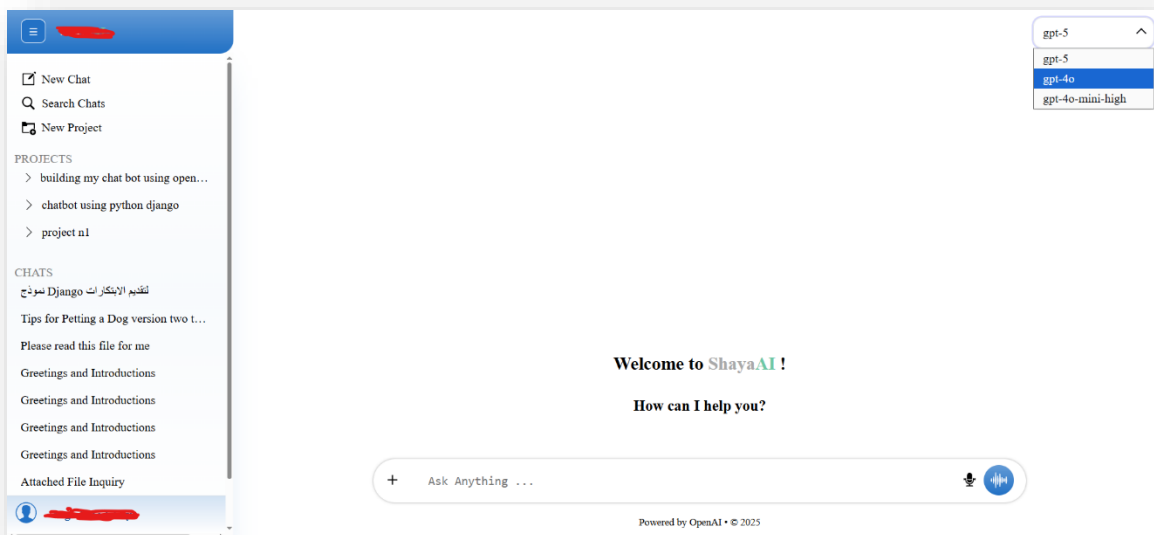 New Chat
Search Chats
New Project
PROJECTS
building my chat bot using open…
chatbot using python django
project n1
CHATS
نموذج Django لتقديم الابتكارات
Tips for Petting a Dog version two t…
Please read this file for me
Greetings and Introductions
Greetings and Introductions
Greetings and Introductions
Greetings and Introductions
Attached File Inquiry
gpt-5
gpt-5
gpt-4o
gpt-4o-mini-high
Welcome to ShayaAI !
How can I help you?
Ask Anything ...
Powered by OpenAI • © 2025